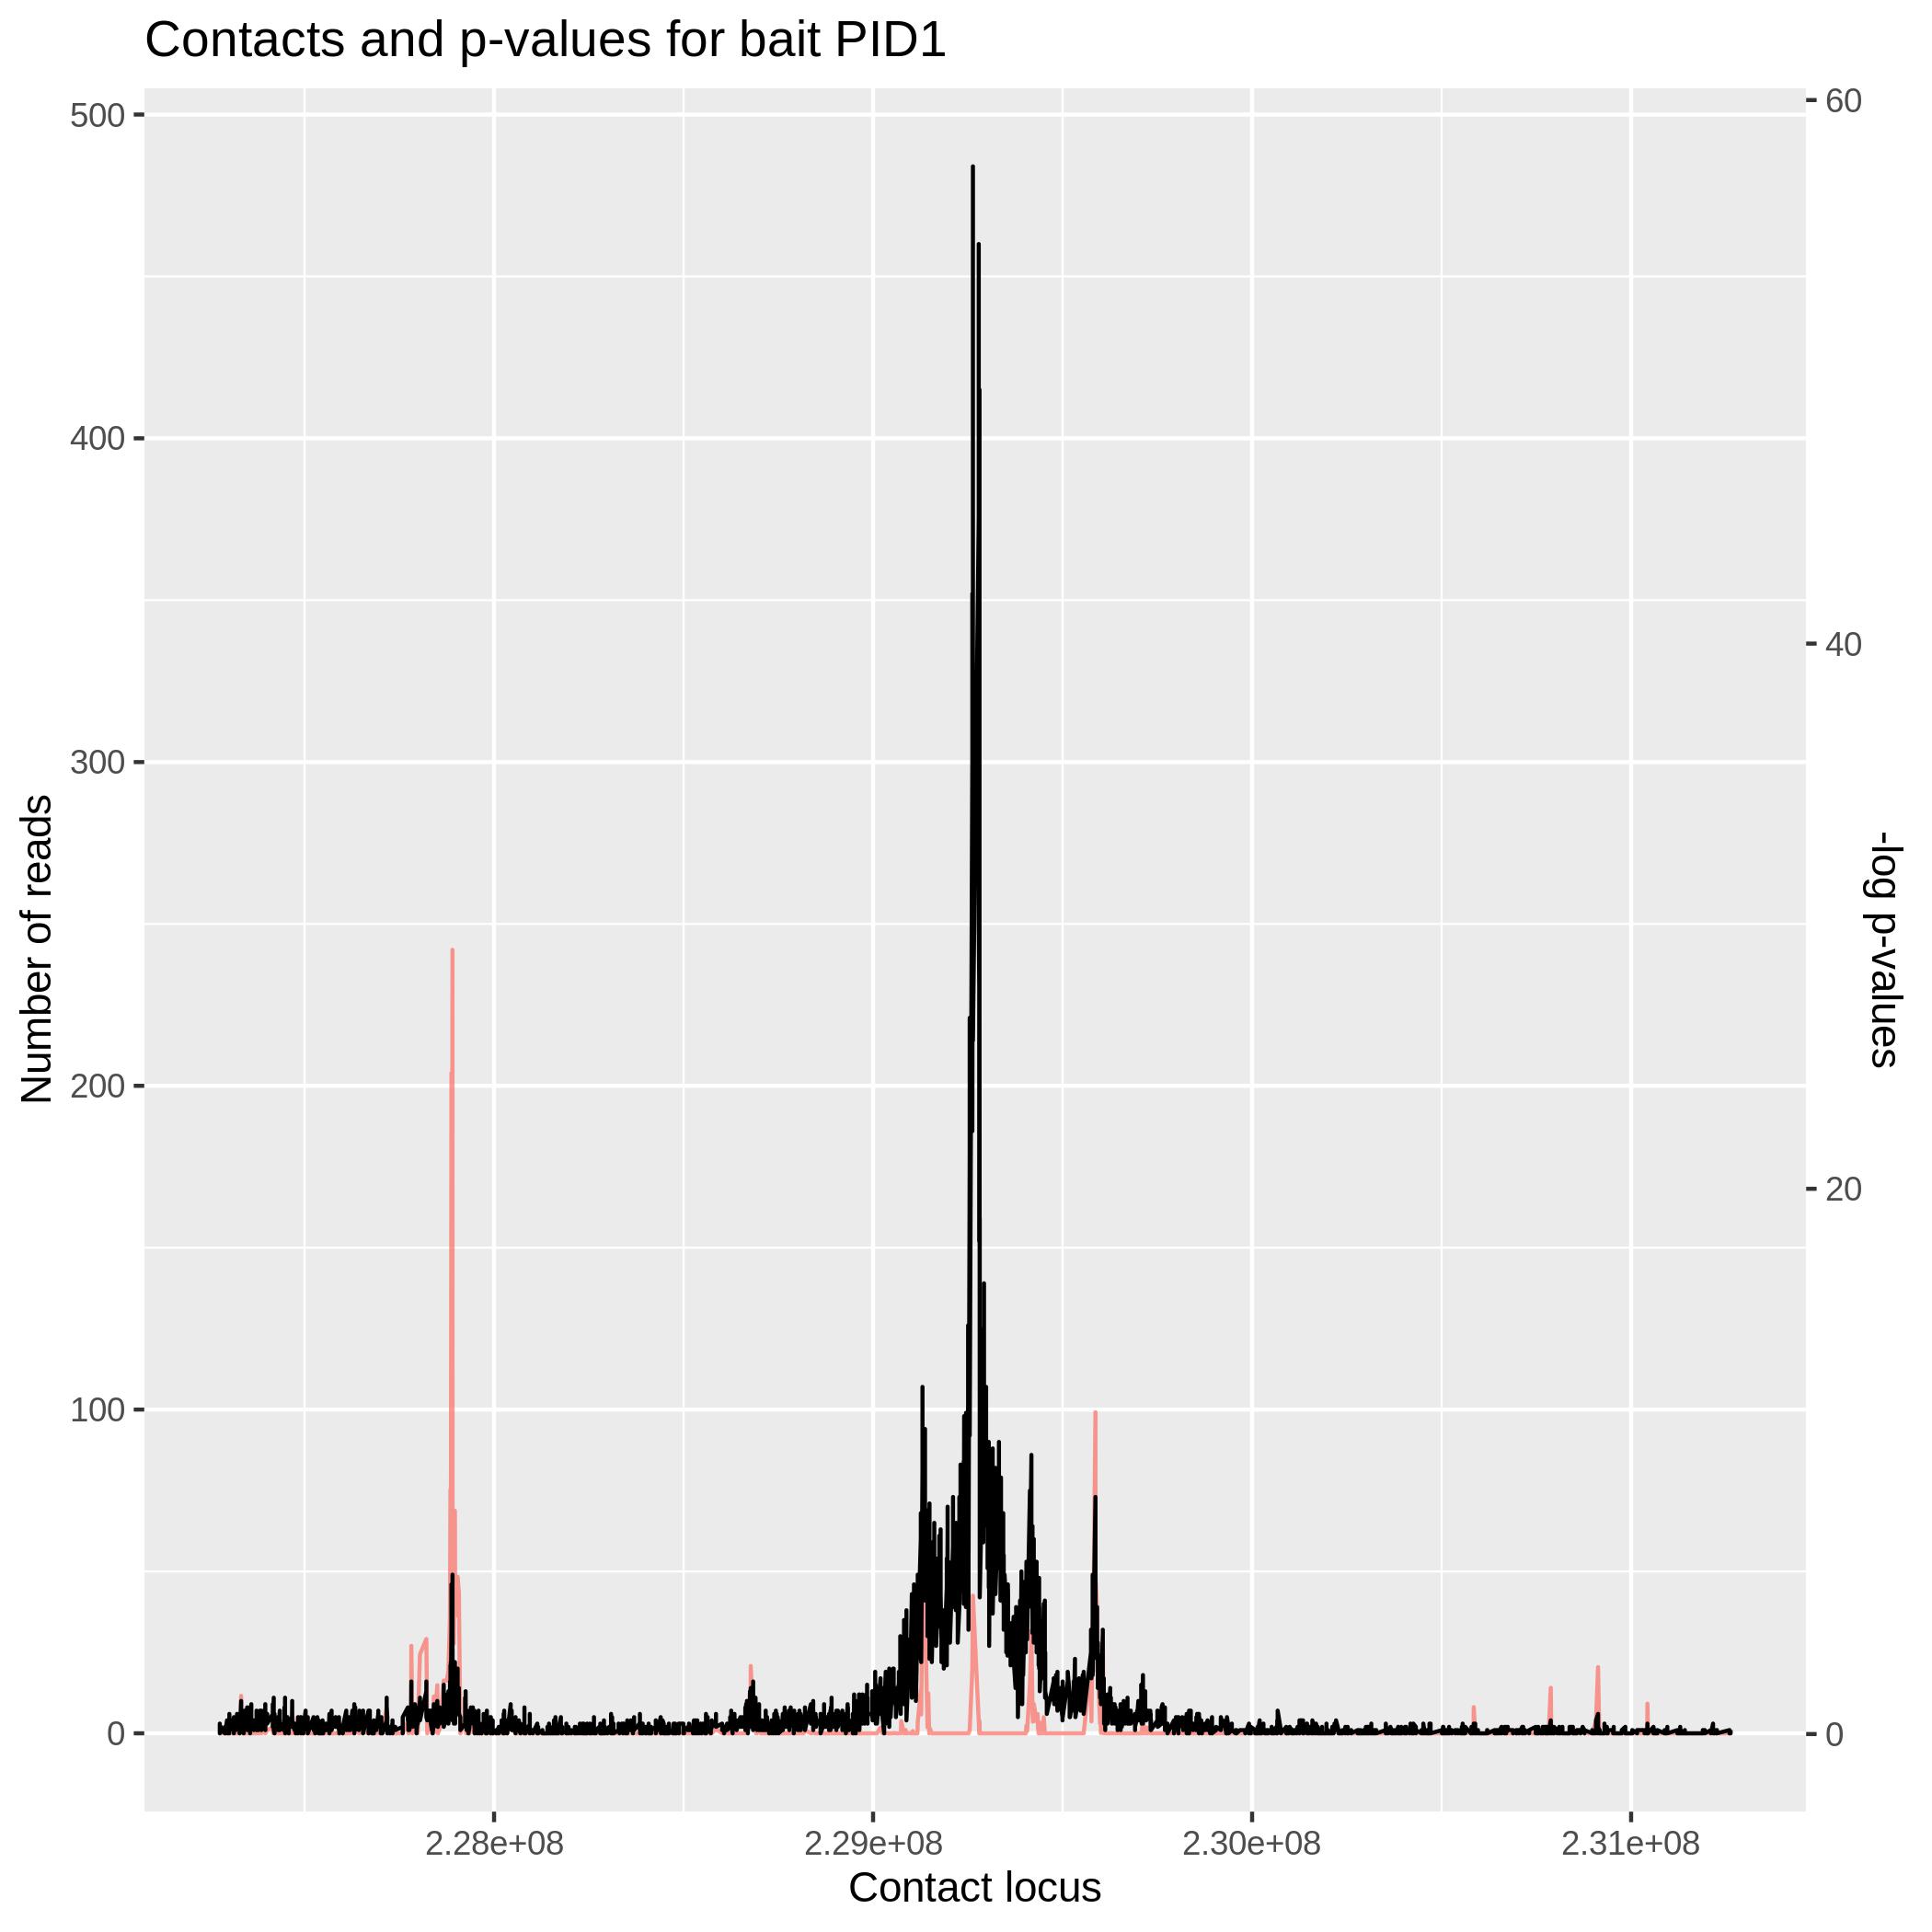 Contacts and p-values for bait PID1
500
400
300
200
100
0
Number of reads
60
40
20
0
-log p-values
2.28e+08
2.29e+08
2.30e+08
2.31e+08
Contact locus